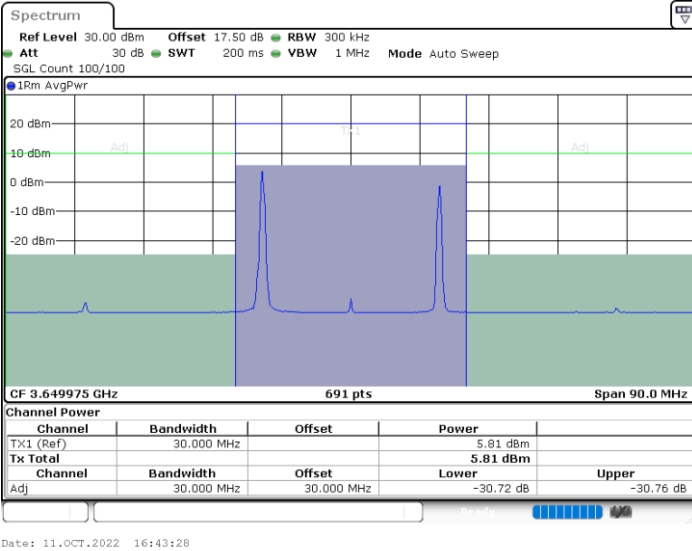 Spectrum
Ref Level 30.00 dBm Offset 17.50 dB RBW 300 kHz
Att 30 dB SWT 200 ms VBW 1 MHz Mode Auto Sweep
SGL Count 100/100
1Rm AvgPwr
20 dBm
TX1
Adj Adj
10 dBm
0 dBm
-10 dBm
-20 dBm
CF 3.649975 GHz 691 pts Span 90.0 MHz
Channel Power
Channel Bandwidth Offset Power
TX1 (Ref) 30.000 MHz 5.81 dBm
Tx Total 5.81 dBm
Channel Bandwidth Offset Lower Upper
Adj 30.000 MHz 30.000 MHz -30.72 dB -30.76 dB
Ready
Date: 11.OCT.2022 16:43:28